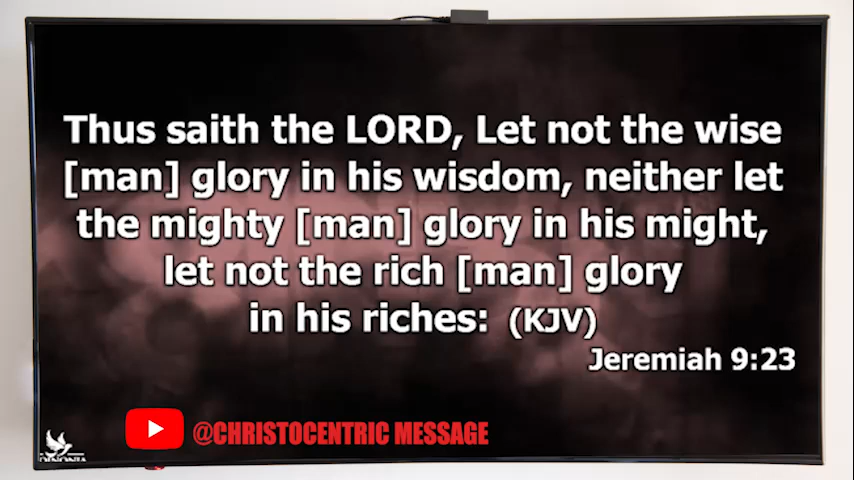 Thus saith the LORD, Let not the wise
[man] glory in his wisdom, neither let
the mighty [man] glory in his might,
let not the rich [man] glory
in his riches: (KJV)
Jeremiah 9:23
@CHRISTOCENTRIC MESSAGE